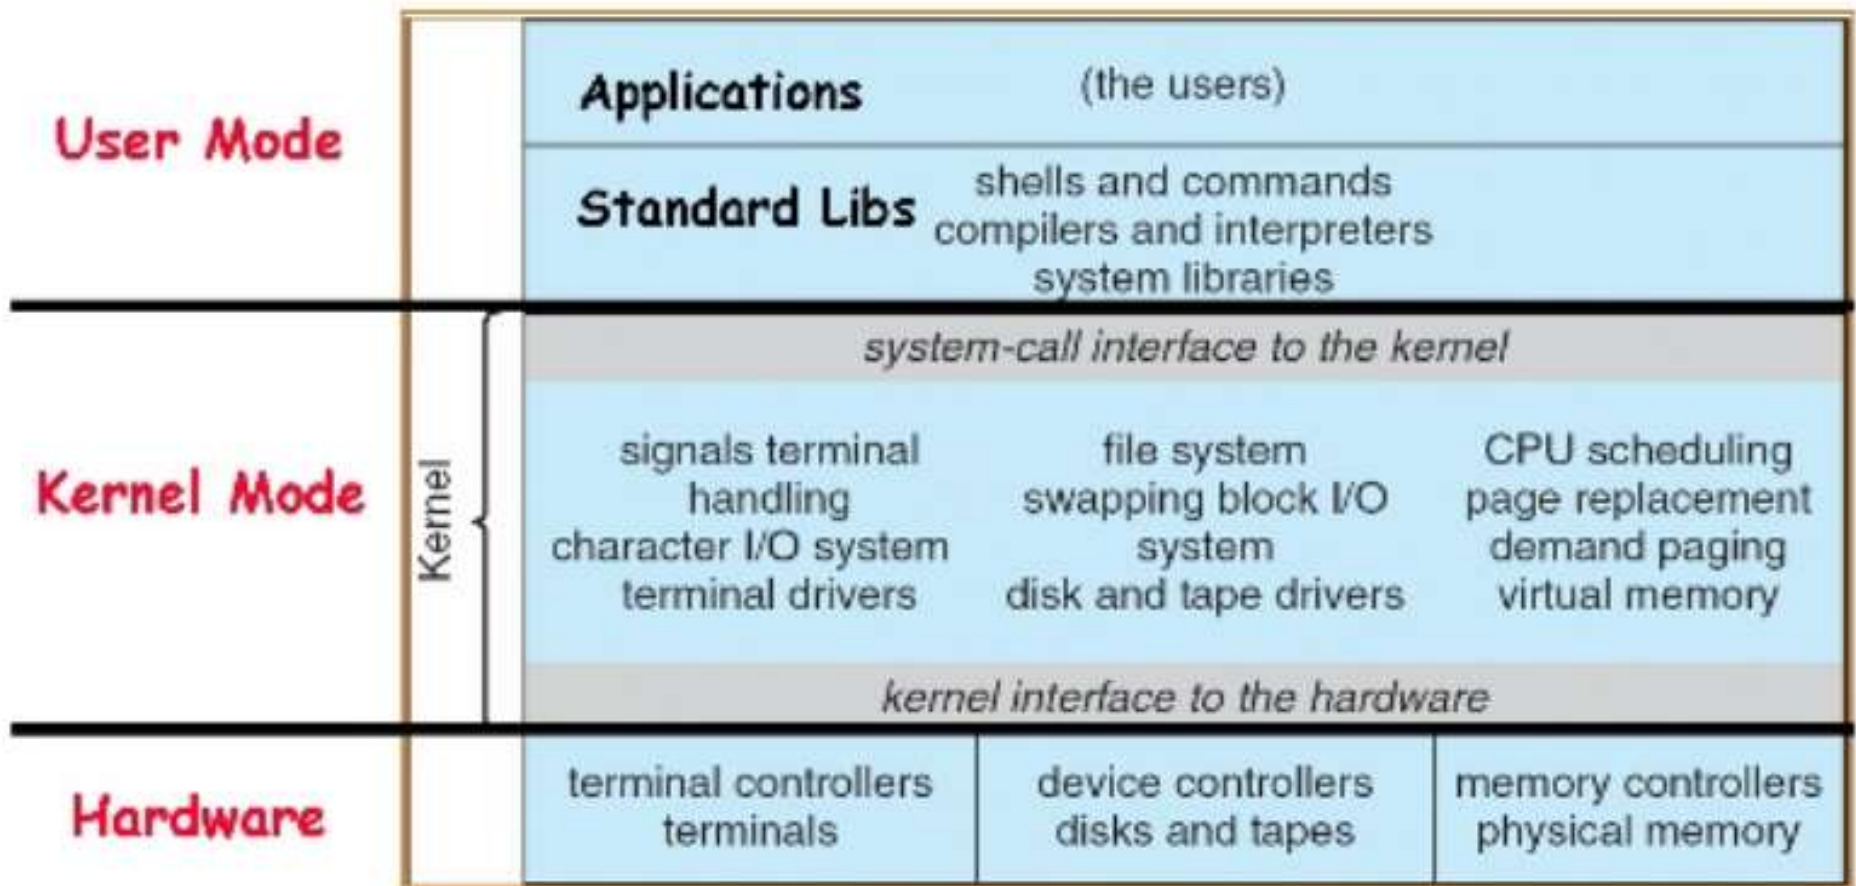 User Mode
Applications
(the users)
Standard Libs
shells and commands
compilers and interpreters
system libraries
Kernel Mode
Kernel
system-call interface to the kernel
signals terminal
handling
character I/O system
terminal drivers
file system
swapping block I/O
system
disk and tape drivers
CPU scheduling
page replacement
demand paging
virtual memory
kernel interface to the hardware
Hardware
terminal controllers
terminals
device controllers
disks and tapes
memory controllers
physical memory